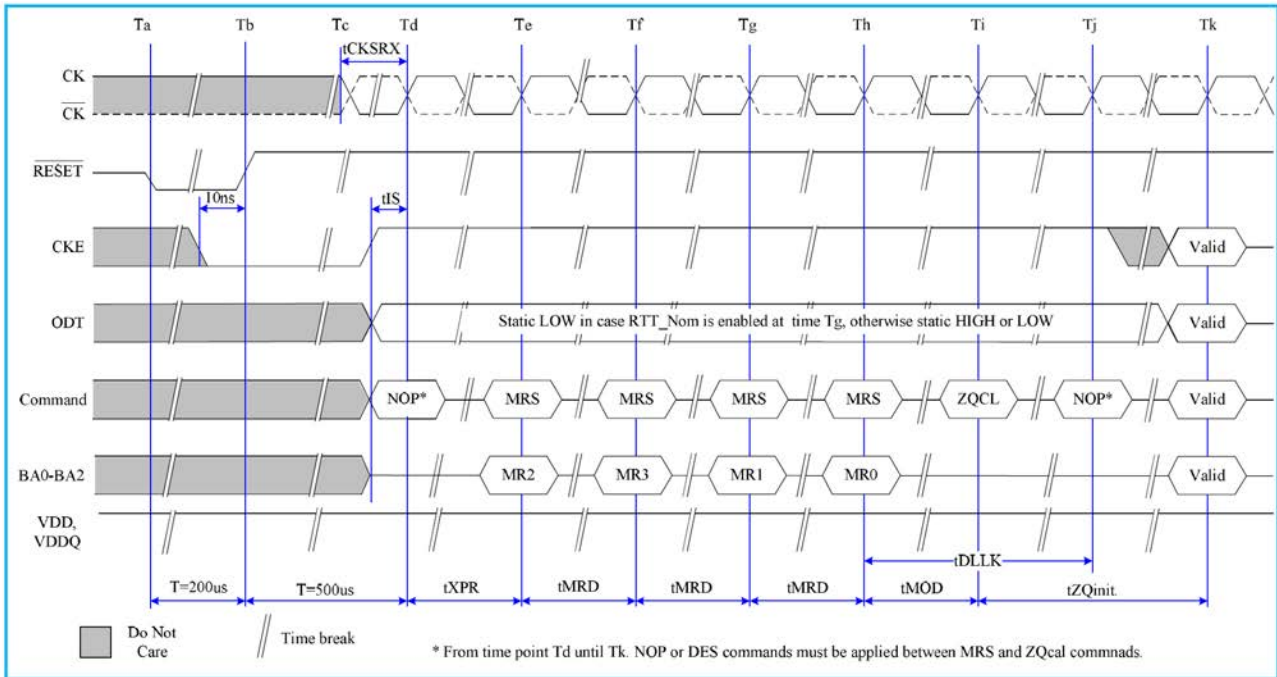 Ta Tb Tc Td Te Tf Tg Th Ti Tj Tk
tCKSRX
CK
CK
RESET
10ns
tIS
CKE
Valid
ODT
Static LOW in case RTT_Nom is enabled at time Tg, otherwise static HIGH or LOW
Valid
Command
NOP* MRS MRS MRS MRS ZQCL NOP* Valid
BA0-BA2
MR2 MR3 MR1 MR0 Valid
VDD,
VDDQ
tDLLK
T=200us T=500us tXPR tMRD tMRD tMRD tMOD tZQinit.
Do Not
Care
Time break
* From time point Td until Tk. NOP or DES commands must be applied between MRS and ZQcal commnads.